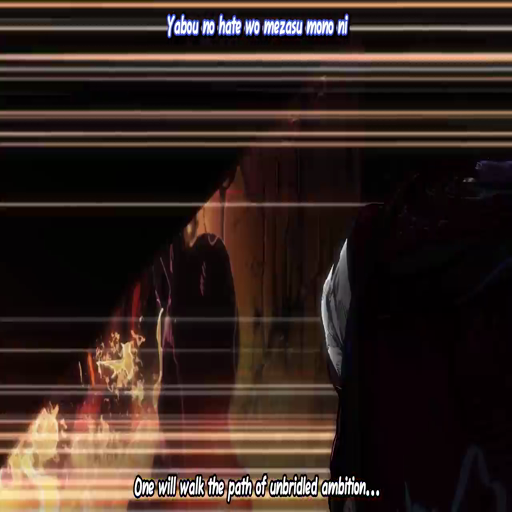 Yabou no hate wo mezasu mono ni
One will walk the path of unbridled ambition...